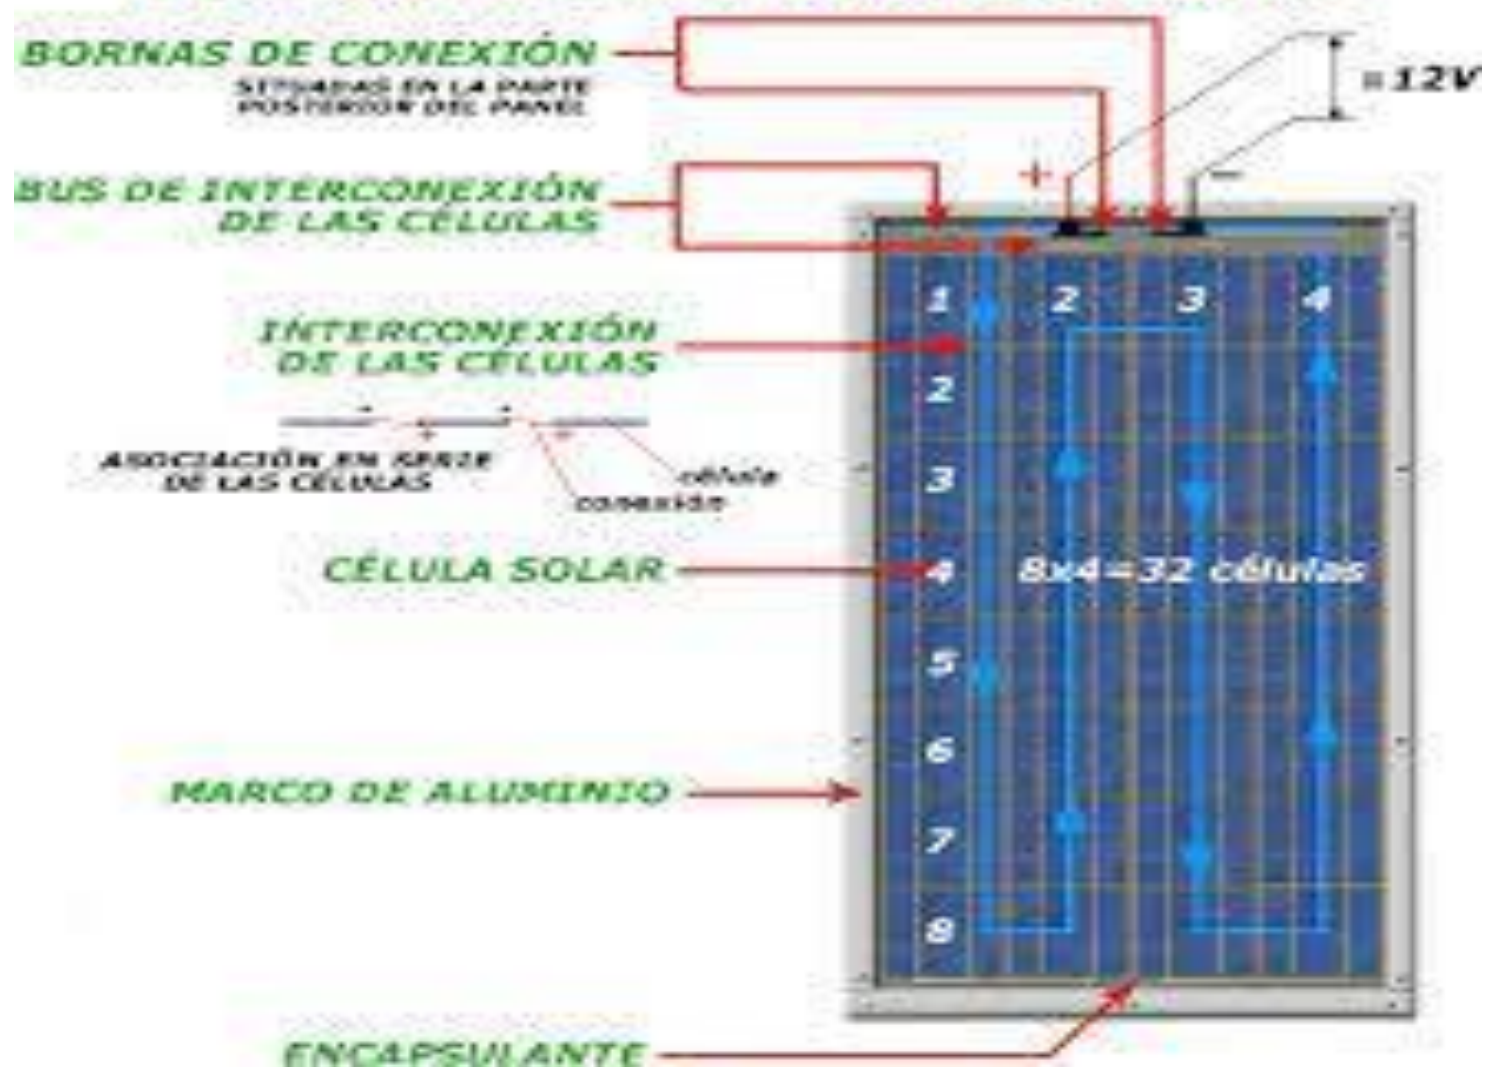 BORNAS DE CONEXIÓN
SITUADAS EN LA PARTE
POSTERIOR DEL PANEL
=12V
+
-
BUS DE INTERCONEXIÓN
DE LAS CÉLULAS
1 2 3 4
INTERCONEXIÓN
DE LAS CÉLULAS
2
- -
+ +
ASOCIACIÓN EN SERIE
DE LAS CÉLULAS
célula
conexión
3
CÉLULA SOLAR
4
8x4=32 células
5
6
MARCO DE ALUMINIO
7
8
ENCAPSULANTE